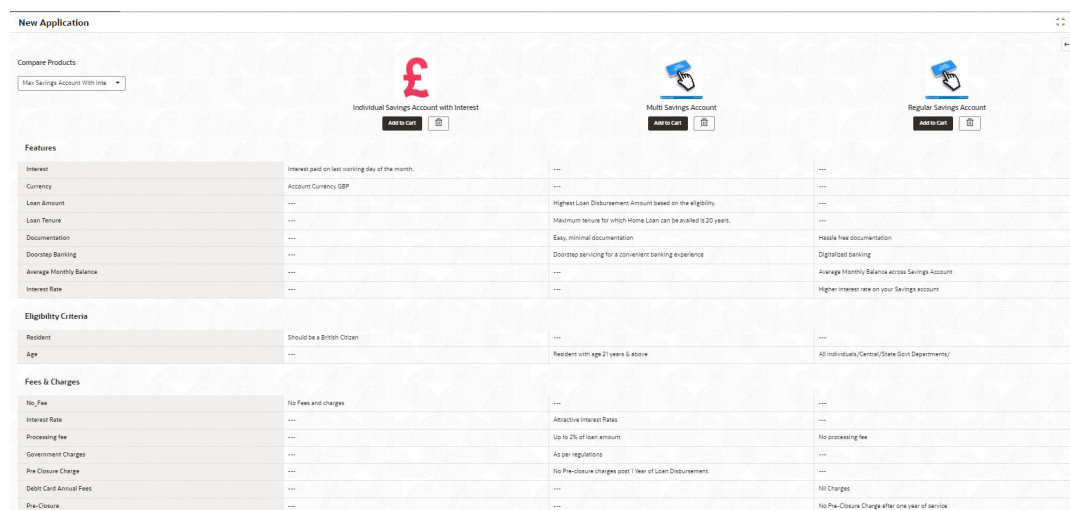 New Application
Compare Products
Max Savings Account With Inte
£
Individual Savings Account with Interest
Multi Savings Account
Regular Savings Account
Add to Cart
Add to Cart
Add to Cart
Features
Interest Interest paid on last working day of the month. --- ---
Currency Account Currency GBP --- ---
Loan Amount --- Highest Loan Disbursement Amount based on the eligibility. ---
Loan Tenure --- Maximum tenure for which Home Loan can be availed is 20 years. ---
Documentation --- Easy, minimal documentation Hassle free documentation
Doorstep Banking --- Doorstep servicing for a convenient banking experience Digitalized banking
Average Monthly Balance --- --- Average Monthly Balance across Savings Account
Interest Rate --- --- Higher interest rate on your Savings account
Eligibility Criteria
Resident Should be a British Citizen --- ---
Age --- Resident with age 21 years & above All Individuals/Central/State Govt Departments/
Fees & Charges
No_Fee No Fees and charges --- ---
Interest Rate --- Attractive Interest Rates ---
Processing fee --- Up to 2% of loan amount No processing fee
Government Charges --- As per regulations ---
Pre Closure Charge --- No Pre-closure charges post 1 Year of Loan Disbursement. ---
Debit Card Annual Fees --- --- Nil Charges
Pre-Closure --- --- No Pre-Closure Charge after one year of service